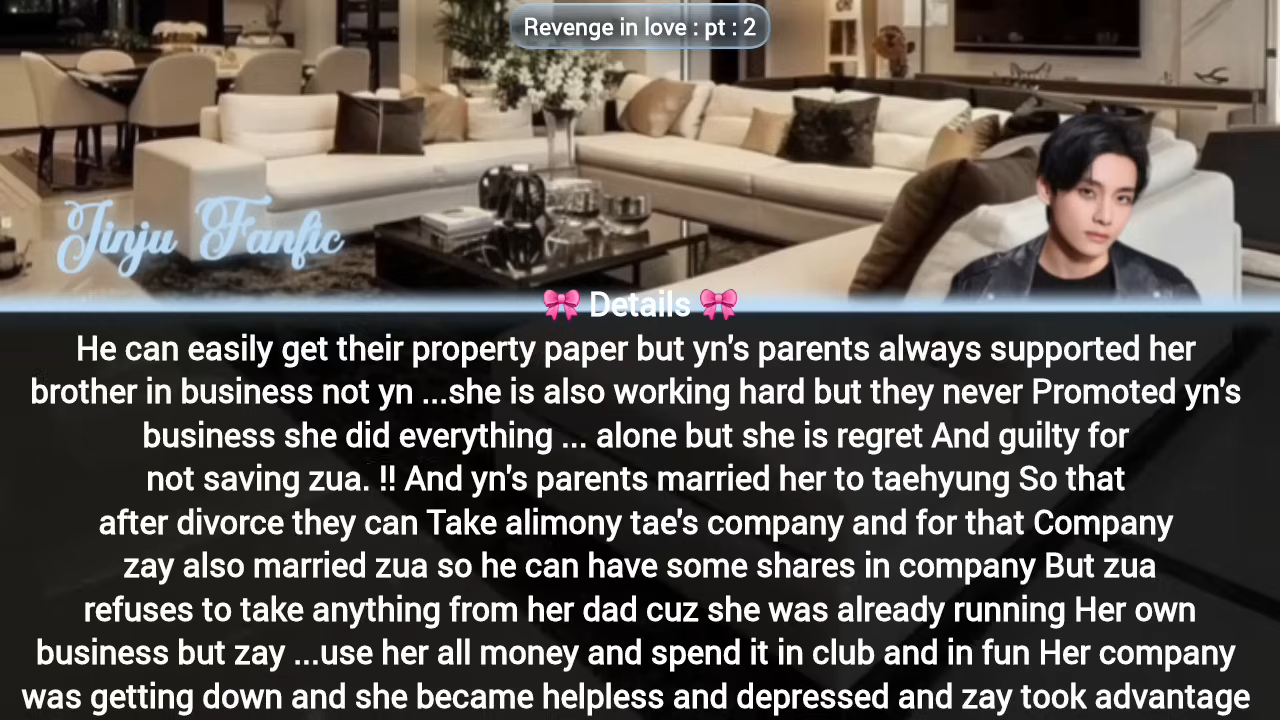 Revenge in love : pt : 2
Jinju Fanfic
🎀 Details 🎀
He can easily get their property paper but yn's parents always supported her
brother in business not yn ...she is also working hard but they never Promoted yn's
business she did everything ... alone but she is regret And guilty for
not saving zua. !! And yn's parents married her to taehyung So that
after divorce they can Take alimony tae's company and for that Company
zay also married zua so he can have some shares in company But zua
refuses to take anything from her dad cuz she was already running Her own
business but zay ...use her all money and spend it in club and in fun Her company
was getting down and she became helpless and depressed and zay took advantage